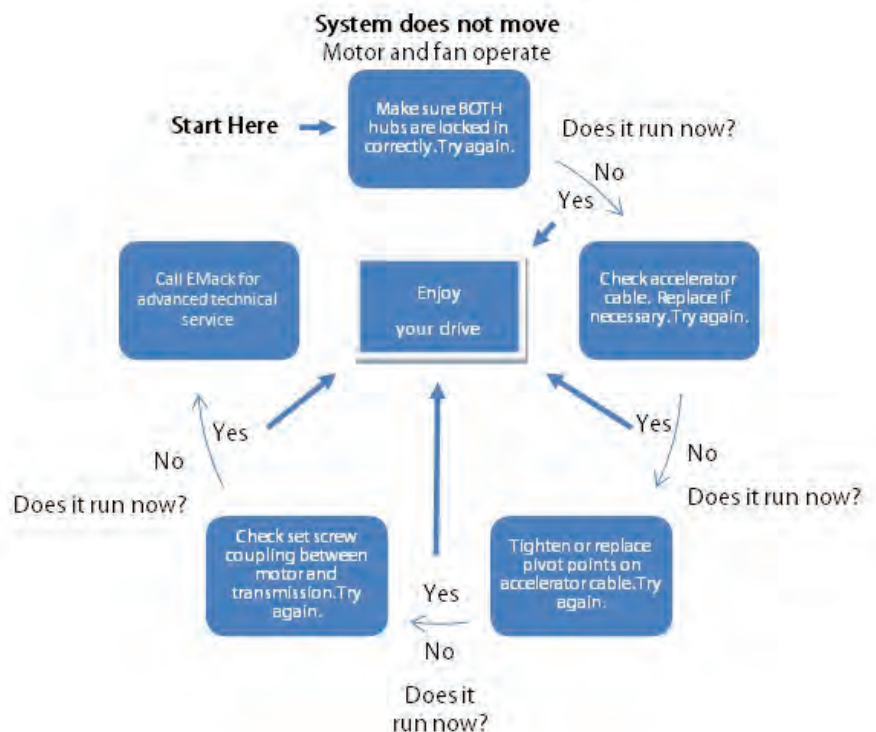 System does not move
Motor and fan operate
Start Here
Make sure BOTH
hubs are locked in
correctly.Try again.
Does it run now?
No
Yes
Check accelerator
cable. Replace if
necessary.Try again.
Yes
No
Does it run now?
Tighten or replace
pivot points on
accelerator cable.Try
again.
Yes
No
Does it
run now?
Check set screw
coupling between
motor and
transmission.Try
again.
Yes
No
Does it run now?
Call EMack for
advanced technical
service
Enjoy
your drive